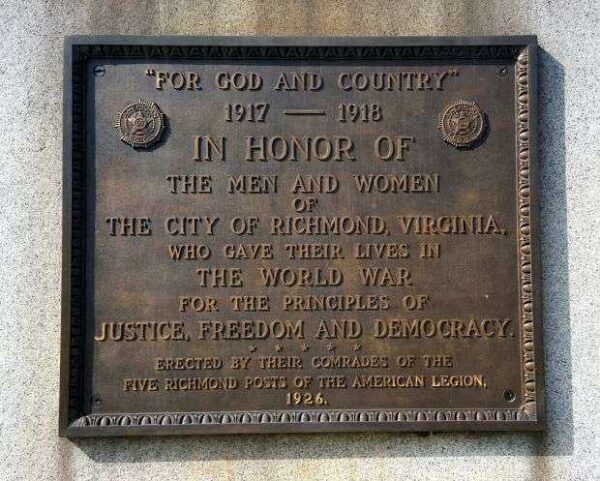 "FOR GOD AND COUNTRY"
1917 — 1918
IN HONOR OF
THE MEN AND WOMEN
OF
THE CITY OF RICHMOND, VIRGINIA,
WHO GAVE THEIR LIVES IN
THE WORLD WAR
FOR THE PRINCIPLES OF
JUSTICE, FREEDOM AND DEMOCRACY.
* * * * *
ERECTED BY THEIR COMRADES OF THE
FIVE RICHMOND POSTS OF THE AMERICAN LEGION,
1926.